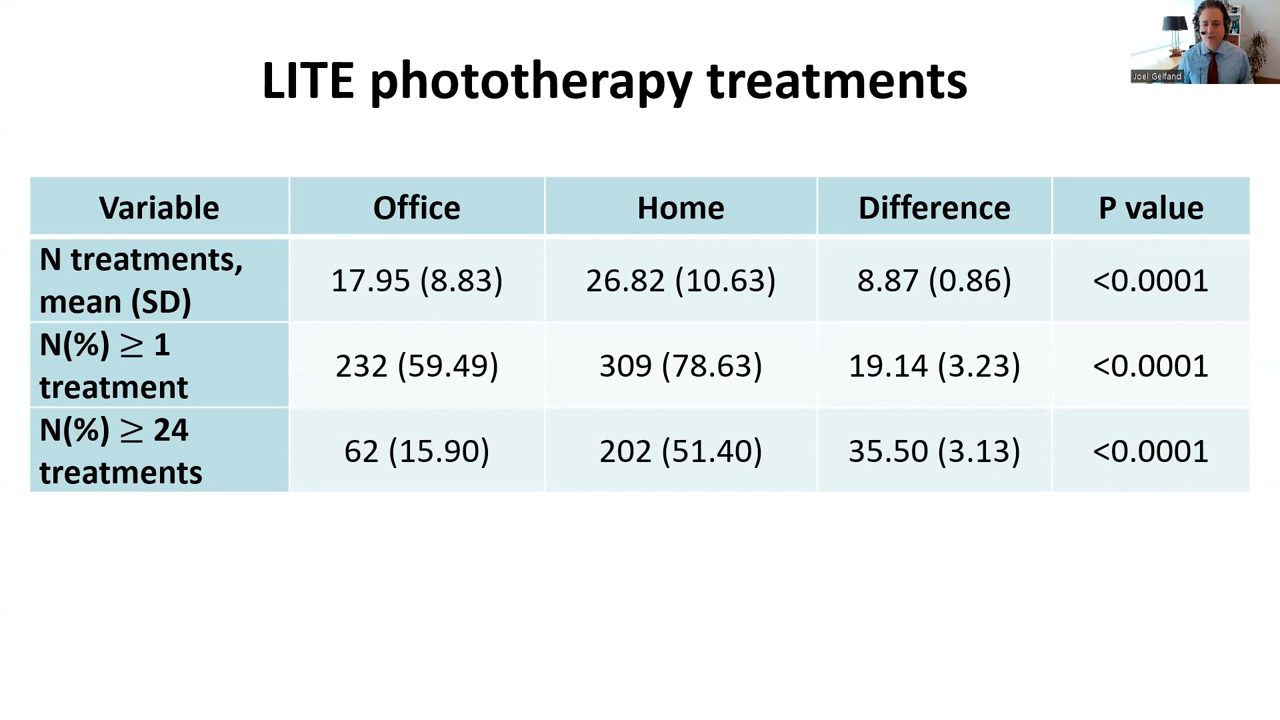 Joel Gelfand
LITE phototherapy treatments
Variable Office Home Difference P value
N treatments,
mean (SD) 17.95 (8.83) 26.82 (10.63) 8.87 (0.86) <0.0001
N(%) ≥ 1
treatment 232 (59.49) 309 (78.63) 19.14 (3.23) <0.0001
N(%) ≥ 24
treatments 62 (15.90) 202 (51.40) 35.50 (3.13) <0.0001